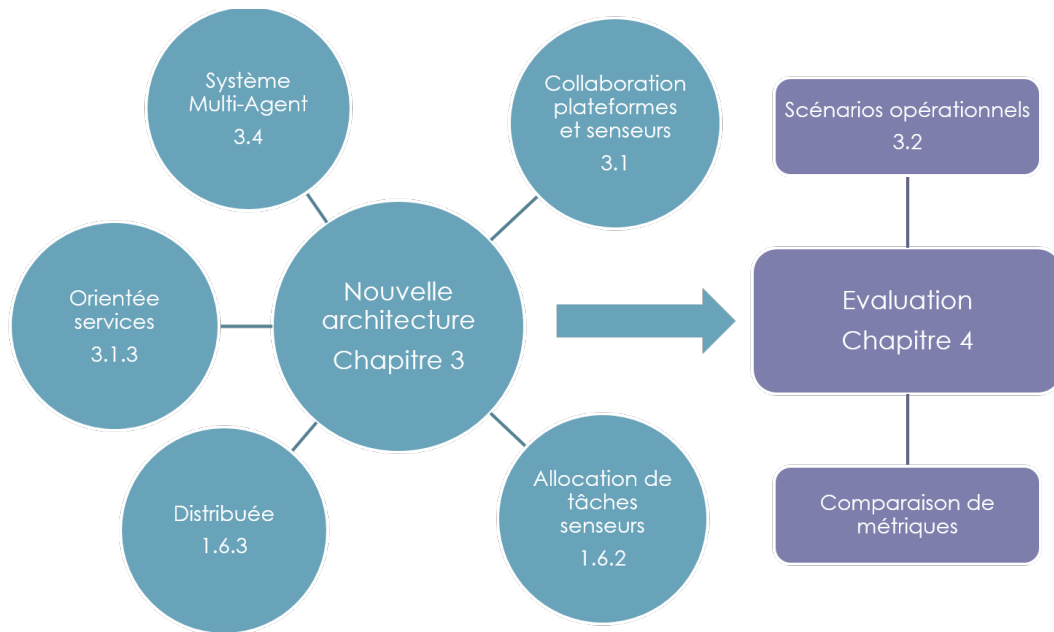 Système
Multi-Agent
3.4
Collaboration
plateformes
et senseurs
3.1
Orientée
services
3.1.3
Nouvelle
architecture
Chapitre 3
Distribuée
1.6.3
Allocation de
tâches
senseurs
1.6.2
Scénarios opérationnels
3.2
Evaluation
Chapitre 4
Comparaison de
métriques